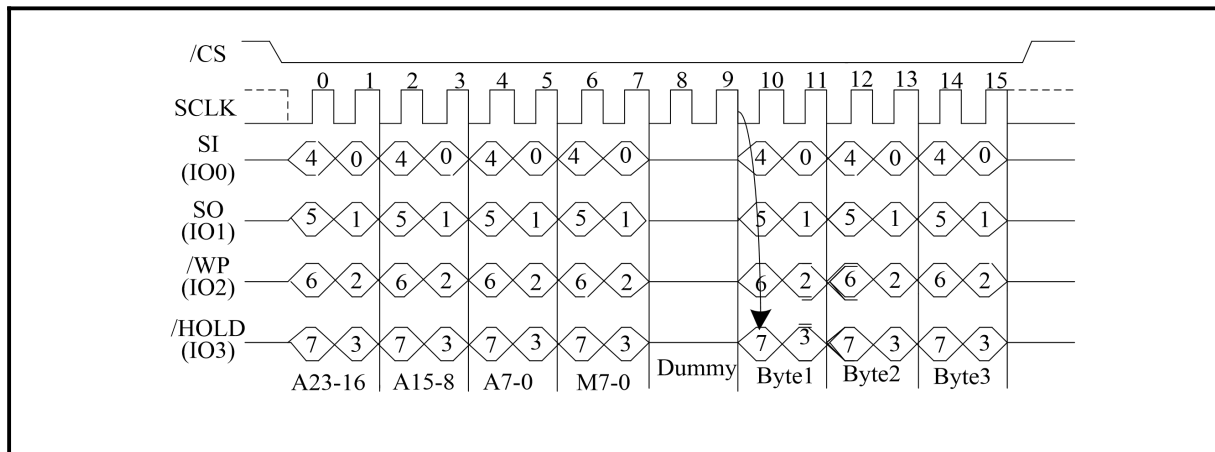 /CS
0 1 2 3 4 5 6 7 8 9 10 11 12 13 14 15
SCLK
SI
(IO0)
4 0 4 0 4 0 4 0 4 0 4 0 4 0
SO
(IO1)
5 1 5 1 5 1 5 1 5 1 5 1 5 1
/WP
(IO2)
6 2 6 2 6 2 6 2 6 2 6 2 6 2
/HOLD
(IO3)
7 3 7 3 7 3 7 3 7 3 7 3 7 3
A23-16 A15-8 A7-0 M7-0 Dummy Byte1 Byte2 Byte3